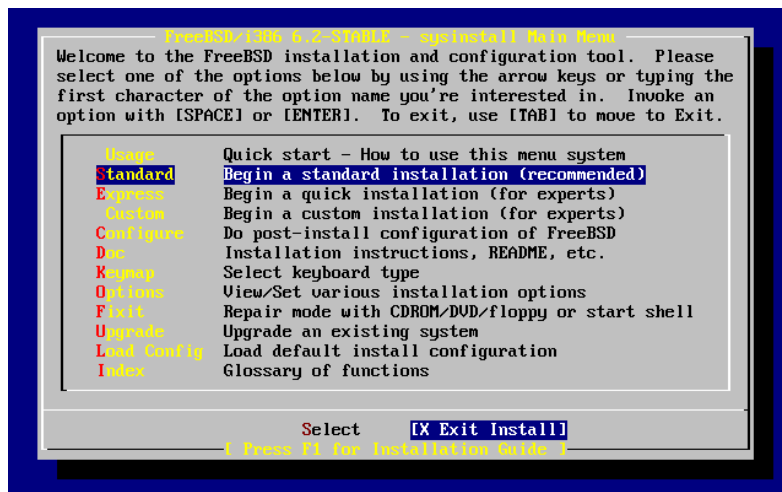 FreeBSD/i386 6.2-STABLE - sysinstall Main Menu
Welcome to the FreeBSD installation and configuration tool.  Please
select one of the options below by using the arrow keys or typing the
first character of the option name you're interested in.  Invoke an
option with [SPACE] or [ENTER].  To exit, use [TAB] to move to Exit.
Usage Quick start - How to use this menu system
Standard Begin a standard installation (recommended)
Express Begin a quick installation (for experts)
Custom Begin a custom installation (for experts)
Configure Do post-install configuration of FreeBSD
Doc Installation instructions, README, etc.
Keymap Select keyboard type
Options View/Set various installation options
Fixit Repair mode with CDROM/DVD/floppy or start shell
Upgrade Upgrade an existing system
Load Config Load default install configuration
Index Glossary of functions
Select [X Exit Install]
[ Press F1 for Installation Guide ]